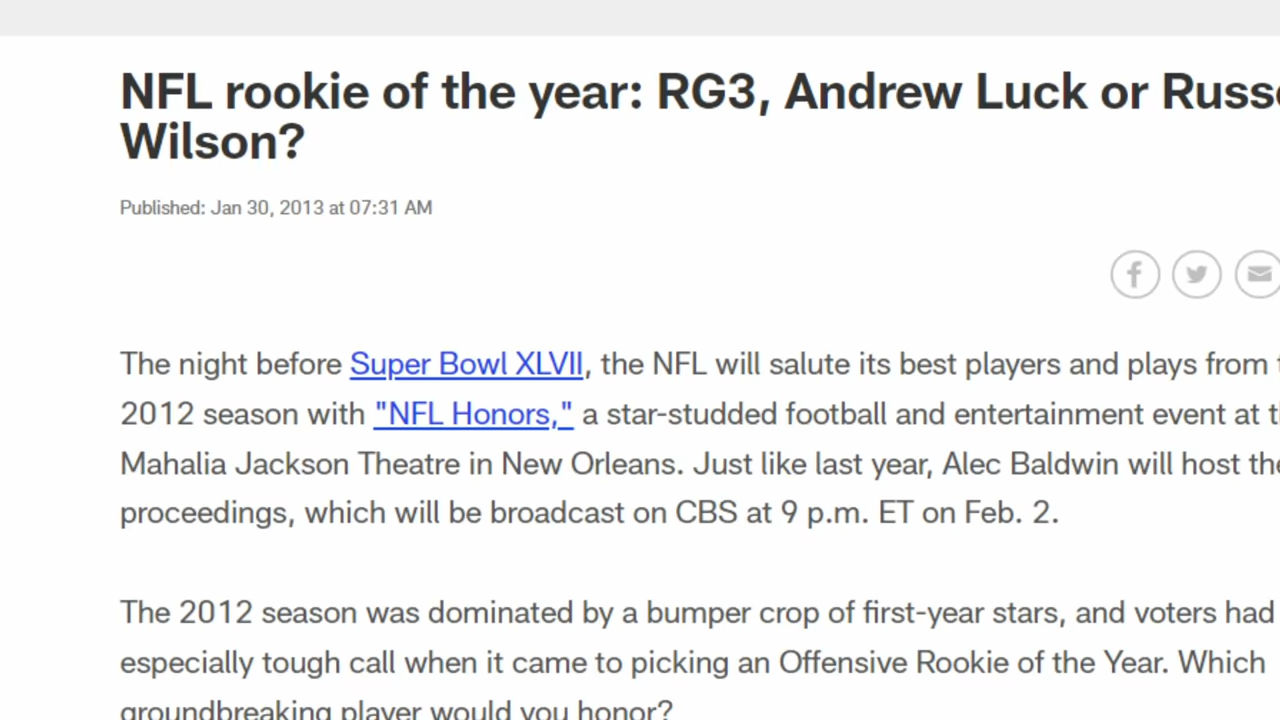 NFL rookie of the year: RG3, Andrew Luck or
Wilson?
Published: Jan 30, 2013 at 07:31 AM
The night before Super Bowl XLVII, the NFL will salute its best players and plays from
2012 season with "NFL Honors," a star-studded football and entertainment event at
Mahalia Jackson Theatre in New Orleans. Just like last year, Alec Baldwin will host
proceedings, which will be broadcast on CBS at 9 p.m. ET on Feb. 2.
The 2012 season was dominated by a bumper crop of first-year stars, and voters had
especially tough call when it came to picking an Offensive Rookie of the Year. Which
groundbreaking player would you honor?